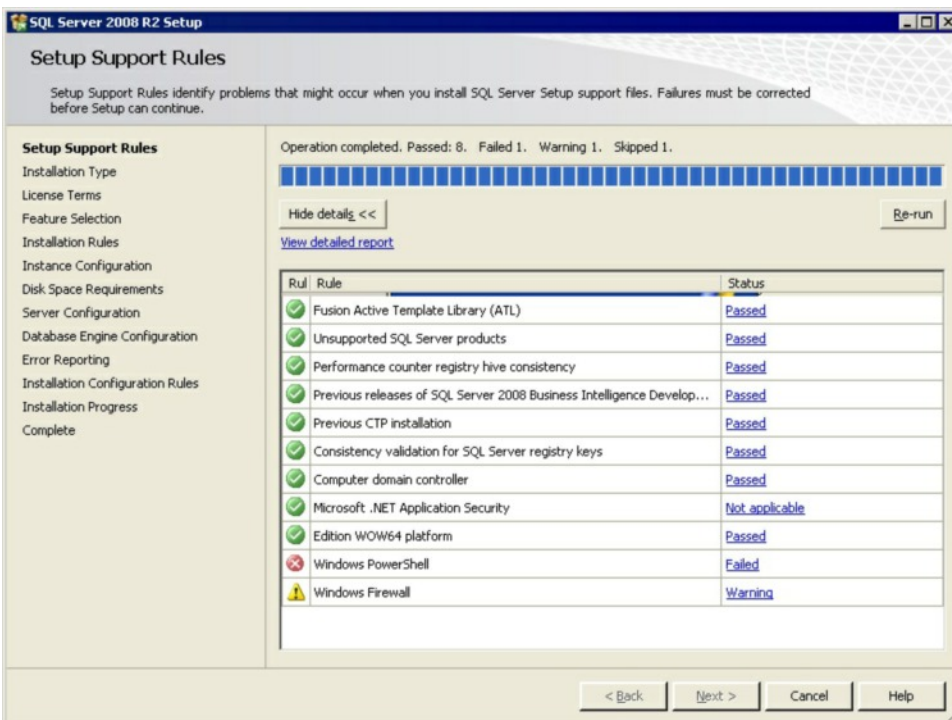 SQL Server 2008 R2 Setup
Setup Support Rules
Setup Support Rules identify problems that might occur when you install SQL Server Setup support files. Failures must be corrected
before Setup can continue.
Setup Support Rules
Installation Type
License Terms
Feature Selection
Installation Rules
Instance Configuration
Disk Space Requirements
Server Configuration
Database Engine Configuration
Error Reporting
Installation Configuration Rules
Installation Progress
Complete
Operation completed. Passed: 8. Failed 1. Warning 1. Skipped 1.
Hide details <<
Re-run
View detailed report
Rul Rule Status
Fusion Active Template Library (ATL) Passed
Unsupported SQL Server products Passed
Performance counter registry hive consistency Passed
Previous releases of SQL Server 2008 Business Intelligence Develop... Passed
Previous CTP installation Passed
Consistency validation for SQL Server registry keys Passed
Computer domain controller Passed
Microsoft .NET Application Security Not applicable
Edition WOW64 platform Passed
Windows PowerShell Failed
Windows Firewall Warning
< Back Next > Cancel Help